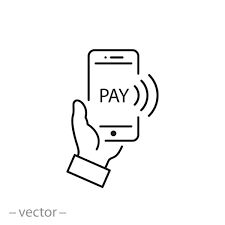 PAY
– vector –